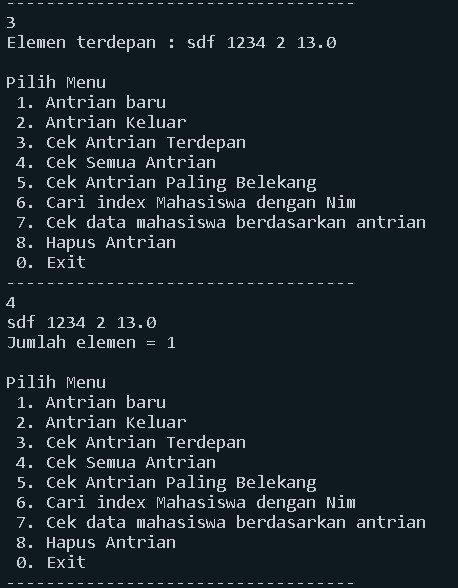 -----------------------------------
3
Elemen terdepan : sdf 1234 2 13.0
Pilih Menu
1. Antrian baru
2. Antrian Keluar
3. Cek Antrian Terdepan
4. Cek Semua Antrian
5. Cek Antrian Paling Belekang
6. Cari index Mahasiswa dengan Nim
7. Cek data mahasiswa berdasarkan antrian
8. Hapus Antrian
0. Exit
-----------------------------------
4
sdf 1234 2 13.0
Jumlah elemen = 1
Pilih Menu
1. Antrian baru
2. Antrian Keluar
3. Cek Antrian Terdepan
4. Cek Semua Antrian
5. Cek Antrian Paling Belekang
6. Cari index Mahasiswa dengan Nim
7. Cek data mahasiswa berdasarkan antrian
8. Hapus Antrian
0. Exit
-----------------------------------